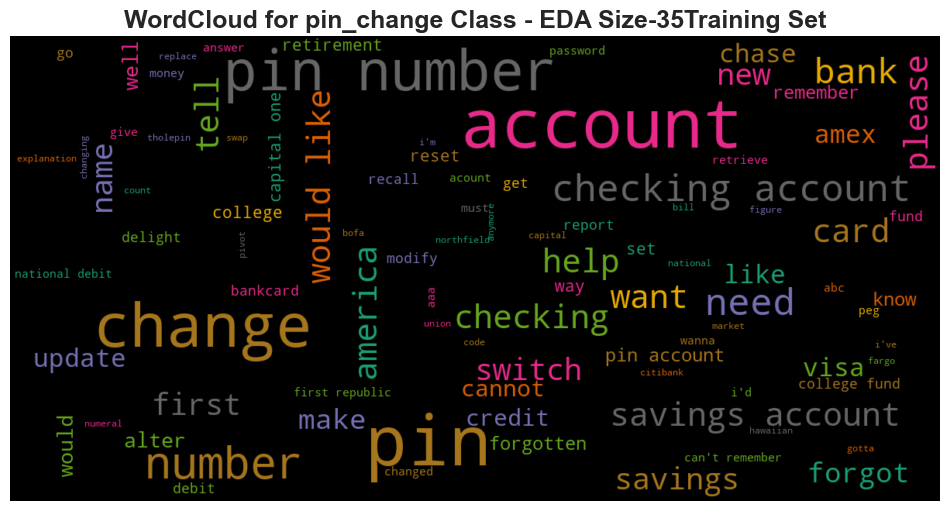 WordCloud for pin_change Class - EDA Size-35Training Set
go
replace
answer
retirement
password
chase
money
well
pin number
new
bank
remember
please
tell
give
tholepin
swap
capital one
would like
account
amex
i'm
reset
retrieve
explanation
changing
name
count
recall
acount
get
checking account
college
must
anymore
bill
figure
fund
delight
pivot
bofa
northfield
capital
report
set
card
national debit
america
modify
help
national
like
bankcard
way
want
need
abc
know
aaa
peg
change
union
checking
code
market
i've
update
switch
wanna
pin account
citibank
visa
fargo
college fund
first republic
cannot
i'd
first
make
credit
savings account
numeral
would
alter
pin
forgotten
hawaiian
gotta
can't remember
number
changed
savings
forgot
debit